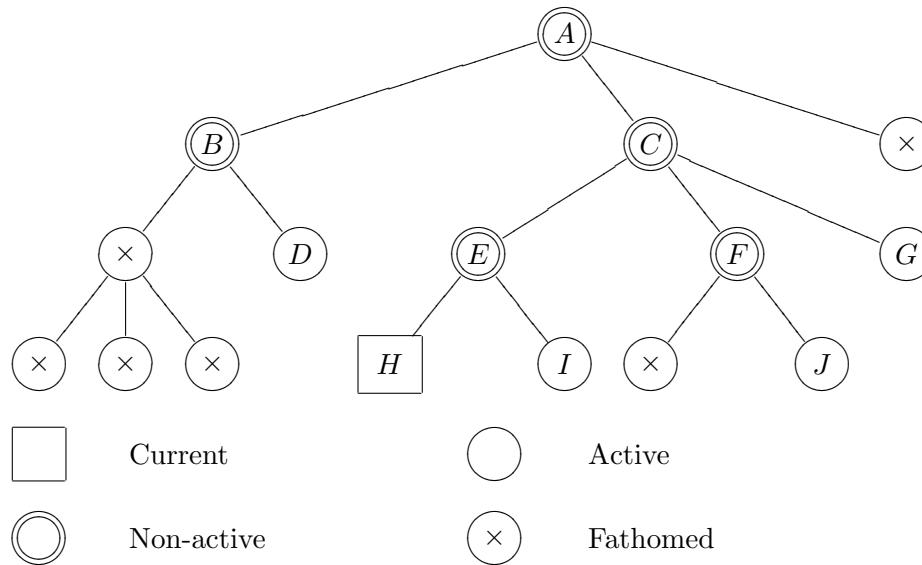 A
B C ×
× D E F G
× × × H I × J
Current Active
Non-active × Fathomed